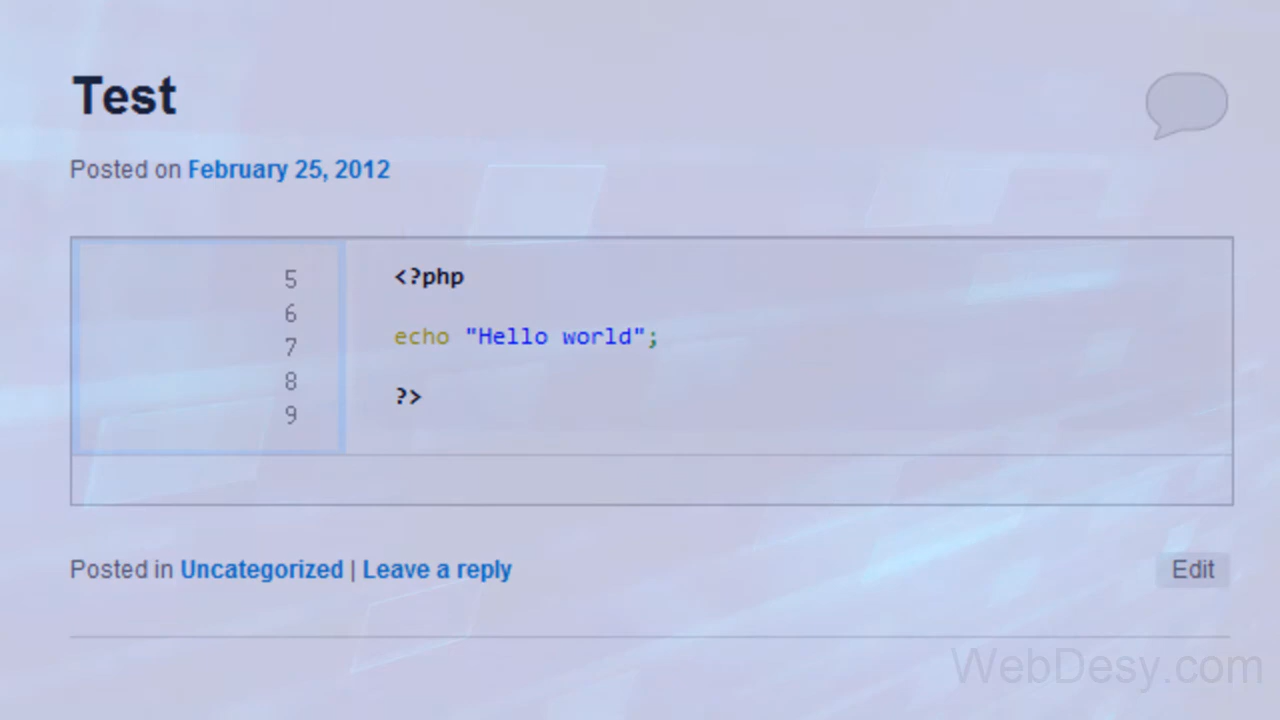 Test
Posted on February 25, 2012
5
6
7
8
9
<?php
echo "Hello world";
?>
Posted in Uncategorized | Leave a reply
Edit
WebDesy.com